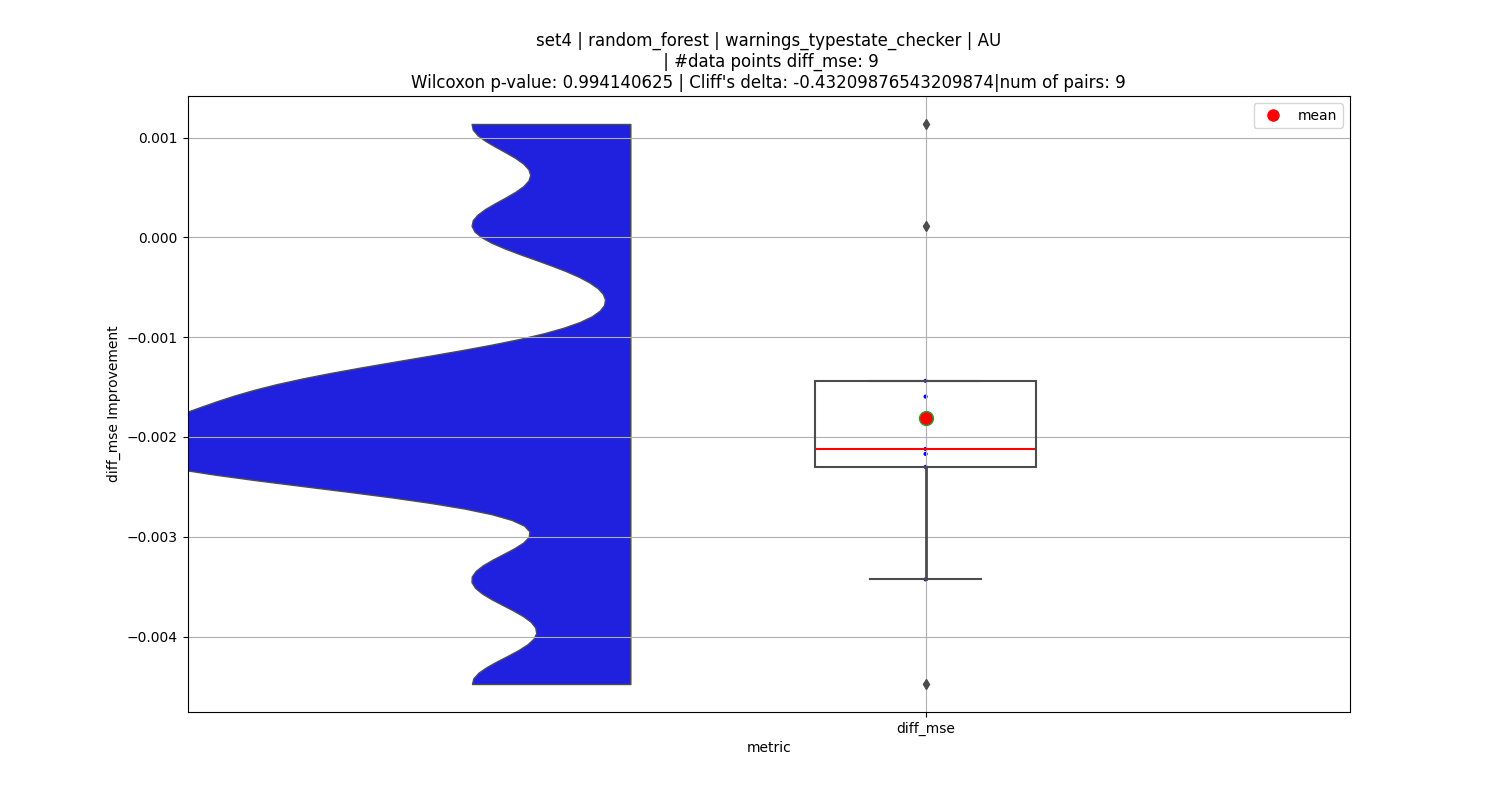 set4 | random_forest | warnings_typestate_checker | AU
| #data points diff_mse: 9
Wilcoxon p-value: 0.994140625 | Cliff's delta: -0.43209876543209874|num of pairs: 9
mean
0.001
0.000
−0.001
−0.002
−0.003
−0.004
diff_mse Improvement
diff_mse
metric